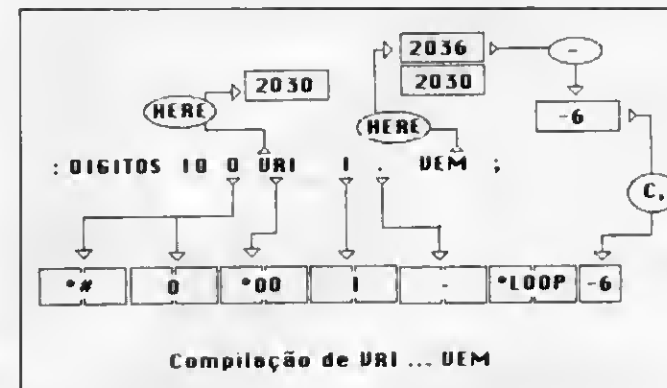 2036 -
2030 2030
HERE HERE -6
: DIGITOS 10 0 VAI I . VEM ;
C,
*# 0 *DO I - *LOOP -6
Compilação de VAI ... VEM